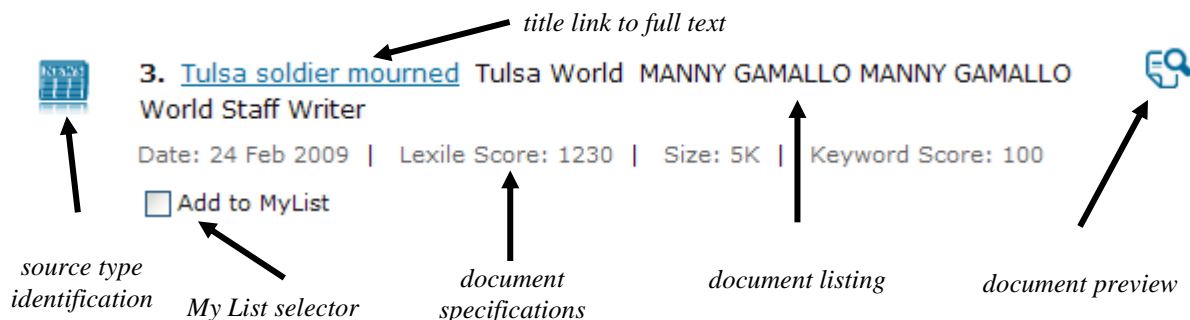 title link to full text
NEWS
3. Tulsa soldier mourned Tulsa World MANNY GAMALLO MANNY GAMALLO
World Staff Writer
Date: 24 Feb 2009 | Lexile Score: 1230 | Size: 5K | Keyword Score: 100
Add to MyList
source type
identification
My List selector
document
specifications
document listing
document preview